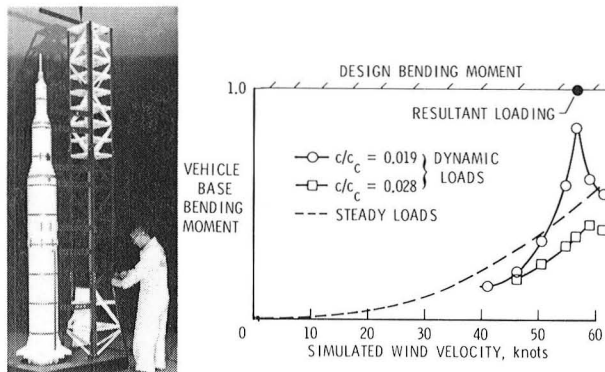 DESIGN BENDING MOMENT
1.0
RESULTANT LOADING
VEHICLE
BASE
BENDING
MOMENT
c/cc = 0.019
c/cc = 0.028
DYNAMIC
LOADS
STEADY LOADS
0 10 20 30 40 50 60
SIMULATED WIND VELOCITY, knots